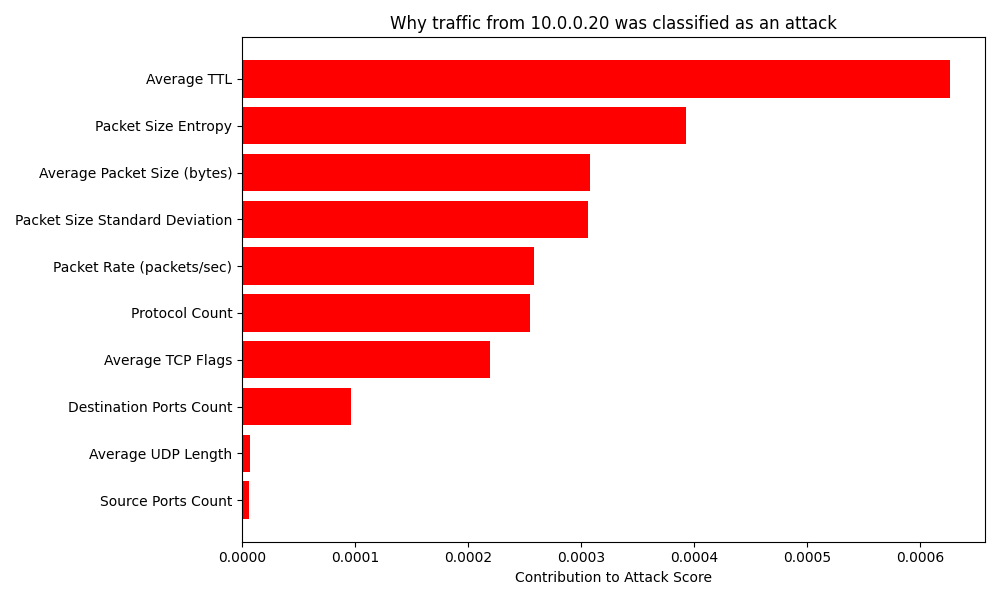 Why traffic from 10.0.0.20 was classified as an attack
Average TTL
Packet Size Entropy
Average Packet Size (bytes)
Packet Size Standard Deviation
Packet Rate (packets/sec)
Protocol Count
Average TCP Flags
Destination Ports Count
Average UDP Length
Source Ports Count
0.0000 0.0001 0.0002 0.0003 0.0004 0.0005 0.0006
Contribution to Attack Score